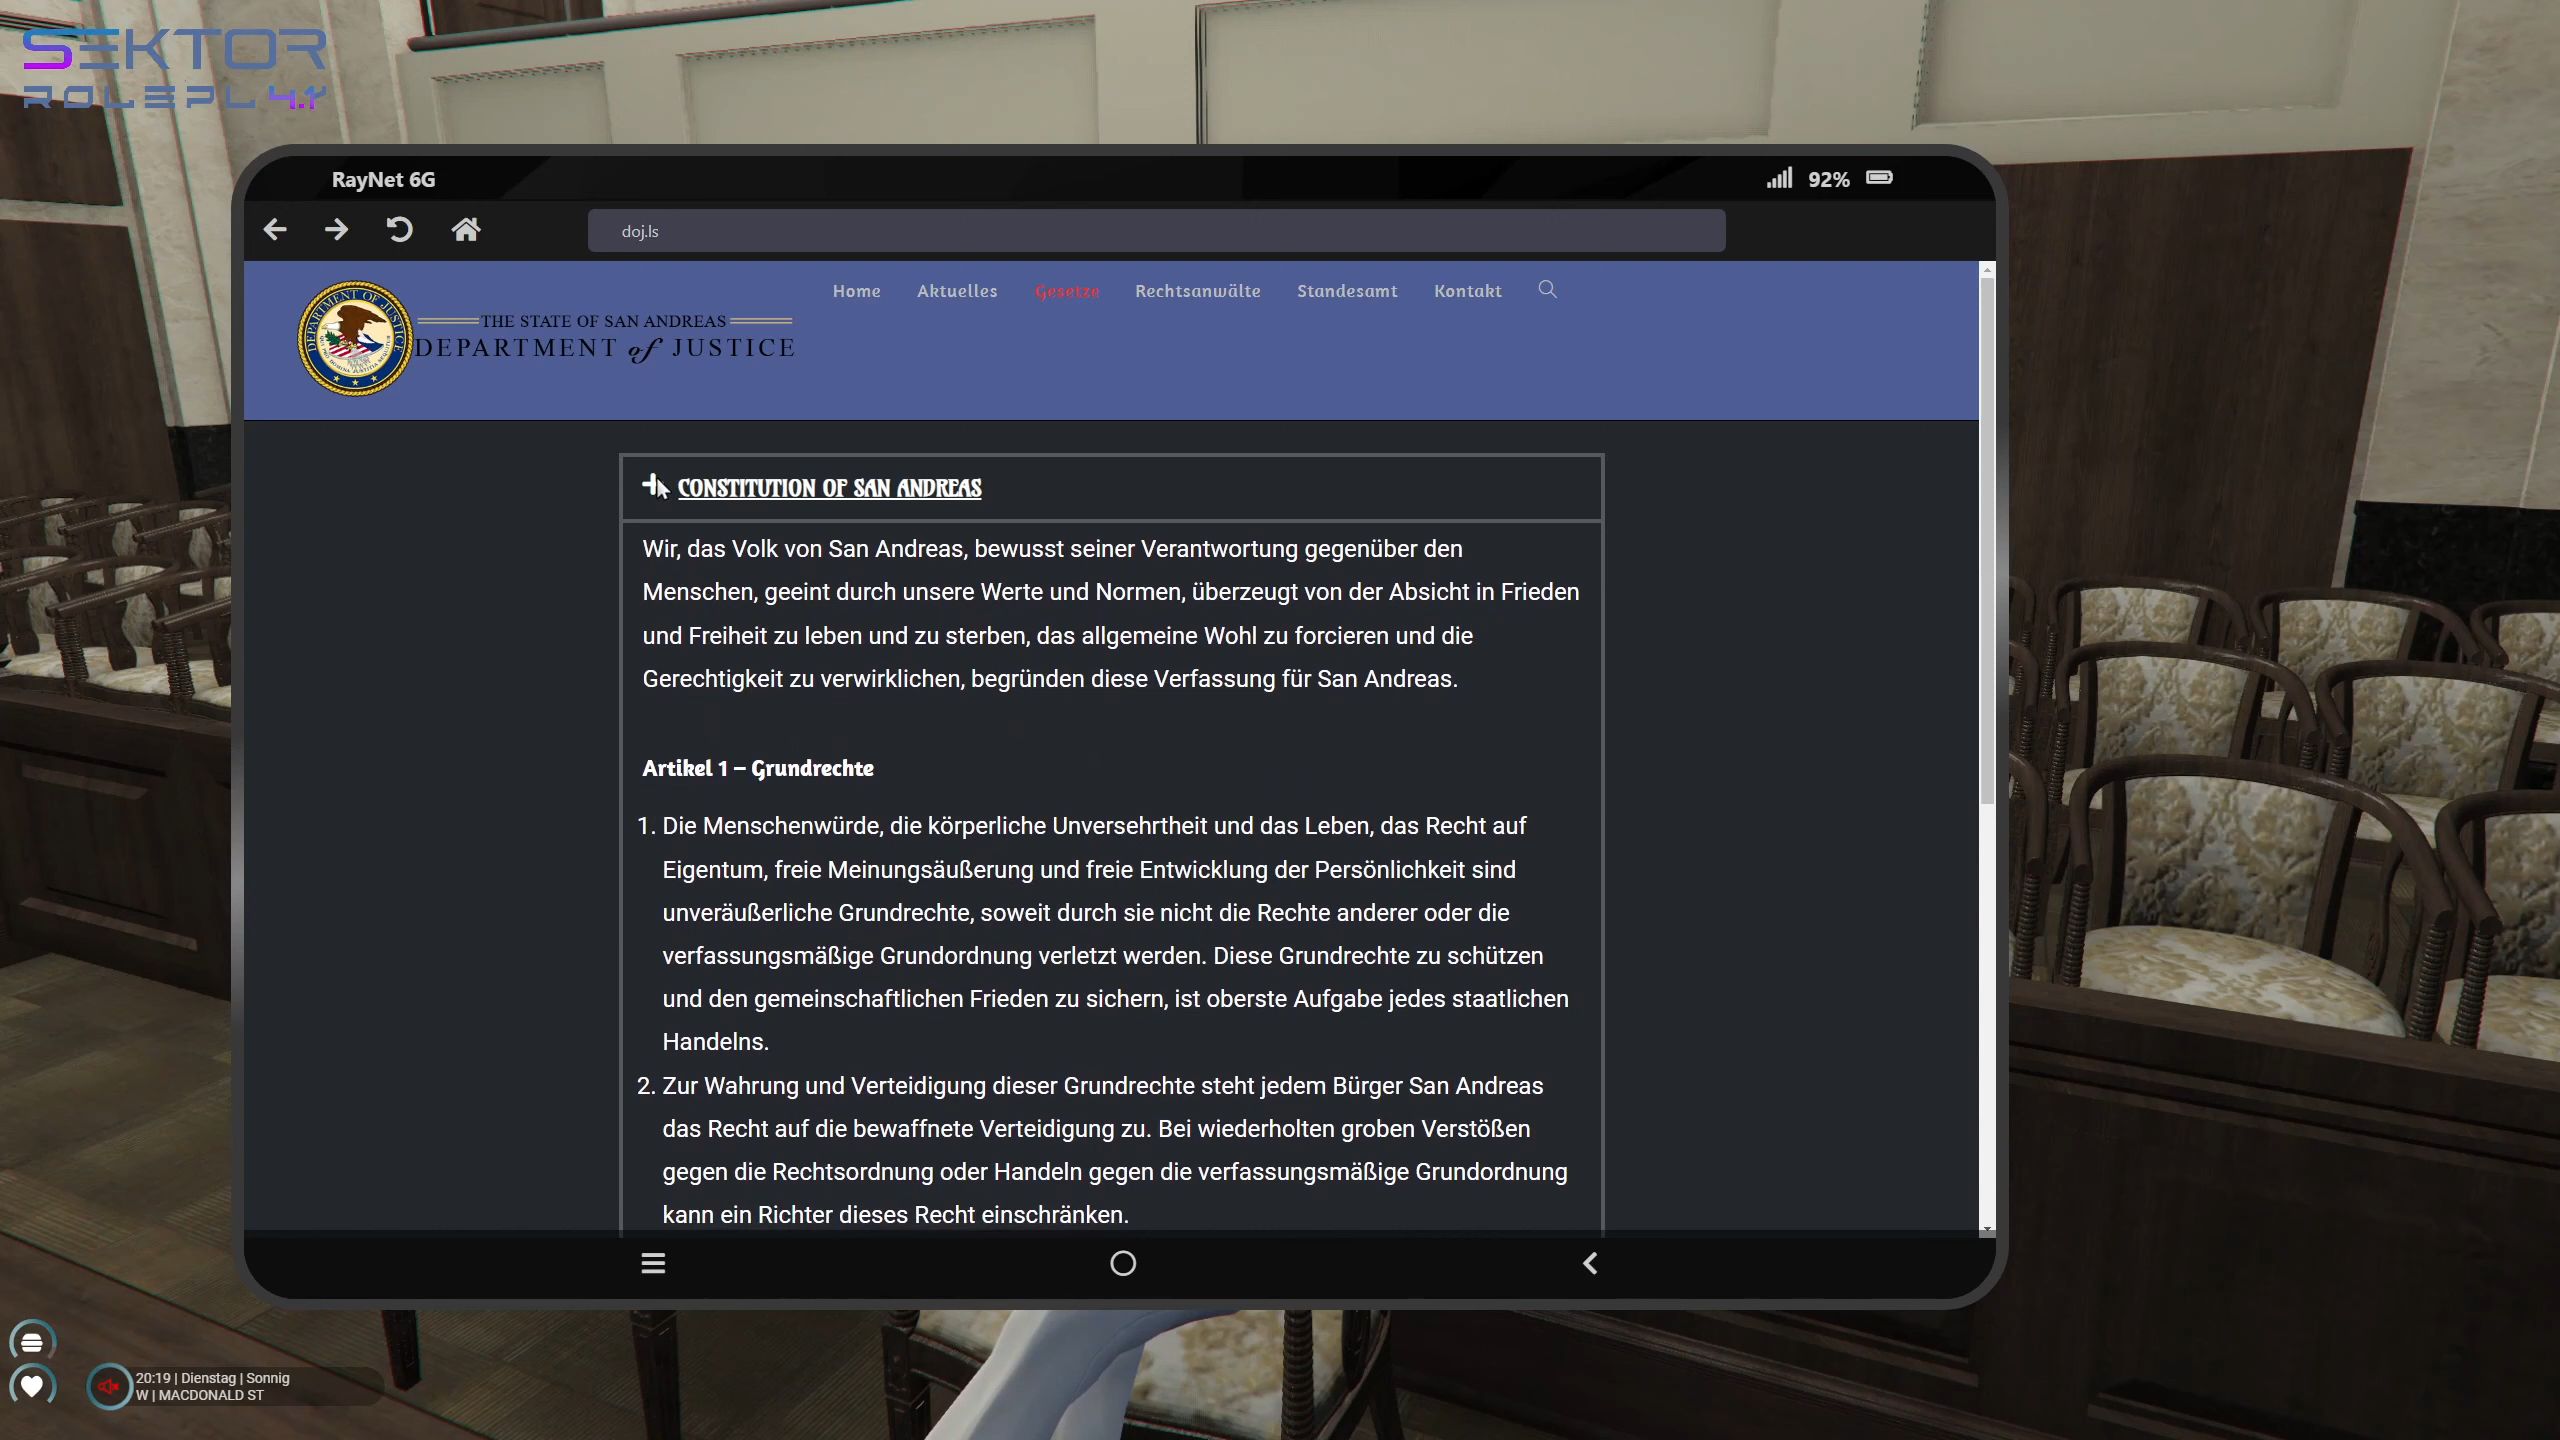 SEKTOR
ROLEPL 4.1
RayNet 6G
92%
doj.ls
Home Aktuelles Gesetze Rechtsanwälte Standesamt Kontakt
DEPARTMENT OF JUSTICE
THE STATE OF SAN ANDREAS
DEPARTMENT of JUSTICE
CONSTITUTION OF SAN ANDREAS
Wir, das Volk von San Andreas, bewusst seiner Verantwortung gegenüber den
Menschen, geeint durch unsere Werte und Normen, überzeugt von der Absicht in Frieden
und Freiheit zu leben und zu sterben, das allgemeine Wohl zu forcieren und die
Gerechtigkeit zu verwirklichen, begründen diese Verfassung für San Andreas.
Artikel 1 – Grundrechte
1. Die Menschenwürde, die körperliche Unversehrtheit und das Leben, das Recht auf
Eigentum, freie Meinungsäußerung und freie Entwicklung der Persönlichkeit sind
unveräußerliche Grundrechte, soweit durch sie nicht die Rechte anderer oder die
verfassungsmäßige Grundordnung verletzt werden. Diese Grundrechte zu schützen
und den gemeinschaftlichen Frieden zu sichern, ist oberste Aufgabe jedes staatlichen
Handelns.
2. Zur Wahrung und Verteidigung dieser Grundrechte steht jedem Bürger San Andreas
das Recht auf die bewaffnete Verteidigung zu. Bei wiederholten groben Verstößen
gegen die Rechtsordnung oder Handeln gegen die verfassungsmäßige Grundordnung
kann ein Richter dieses Recht einschränken.
20:19 | Dienstag | Sonnig
W | MACDONALD ST